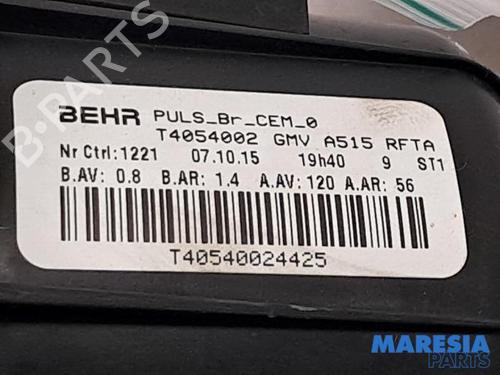 BEHR PULS_Br_CEM_0
T4054002 GMV A515 RFTA
Nr Ctrl:1221 07.10.15 19h40 9 ST1
B.AV: 0.8 B.AR: 1.4 A.AV: 120 A.AR: 56
T40540024425
B-PARTS
MARESIA
PARTS